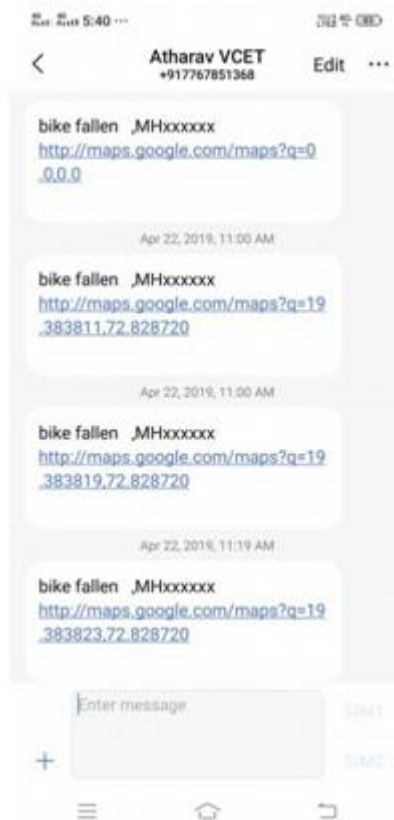 5:40 ···
Atharav VCET
+917767851368
Edit ···
bike fallen ,MHxxxxxx
http://maps.google.com/maps?q=0
.0,0.0
Apr 22, 2019, 11:00 AM
bike fallen ,MHxxxxxx
http://maps.google.com/maps?q=19
.383811,72.828720
Apr 22, 2019, 11:00 AM
bike fallen ,MHxxxxxx
http://maps.google.com/maps?q=19
.383819,72.828720
Apr 22, 2019, 11:19 AM
bike fallen ,MHxxxxxx
http://maps.google.com/maps?q=19
.383823,72.828720
Enter message
SIM1
SIM2